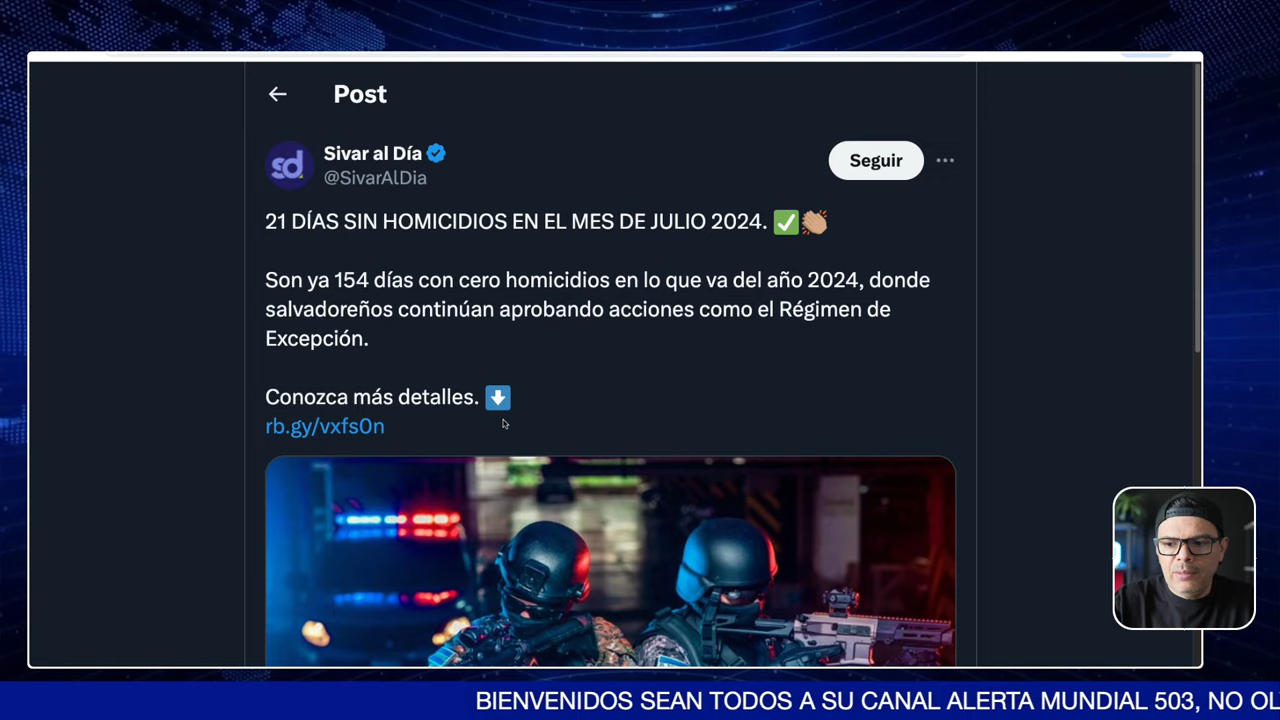 Post
sd
Sivar al Día
@SivarAlDia
Seguir
21 DÍAS SIN HOMICIDIOS EN EL MES DE JULIO 2024. ✅👏🏼
Son ya 154 días con cero homicidios en lo que va del año 2024, donde
salvadoreños continúan aprobando acciones como el Régimen de
Excepción.
Conozca más detalles. ⬇️
rb.gy/vxfs0n
BIENVENIDOS SEAN TODOS A SU CANAL ALERTA MUNDIAL 503, NO OL